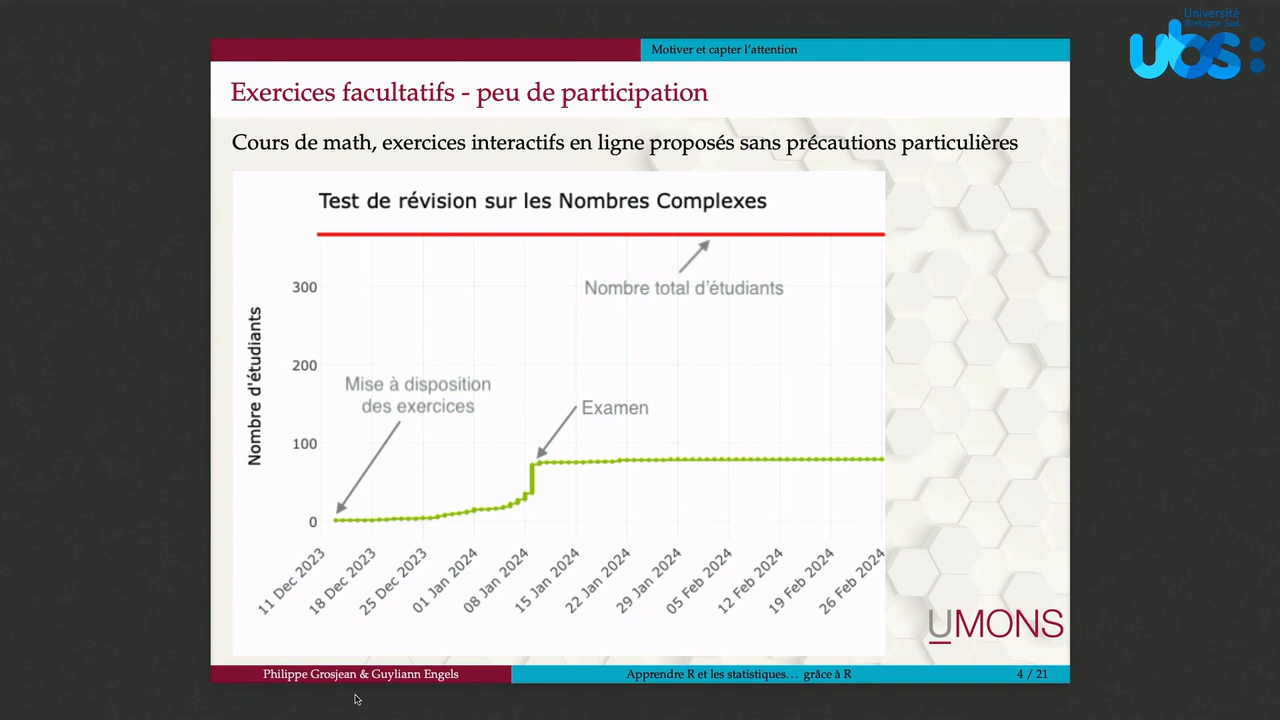 Université
Bretagne Sud
ubs:
Motiver et capter l'attention
Exercices facultatifs - peu de participation
Cours de math, exercices interactifs en ligne proposés sans précautions particulières
Test de révision sur les Nombres Complexes
Nombre total d'étudiants
300
200
100
0
Nombre d'étudiants
Mise à disposition
des exercices
Examen
11 Dec 2023
18 Dec 2023
25 Dec 2023
01 Jan 2024
08 Jan 2024
15 Jan 2024
22 Jan 2024
29 Jan 2024
05 Feb 2024
12 Feb 2024
19 Feb 2024
26 Feb 2024
UMONS
Philippe Grosjean & Guyliann Engels
Apprendre R et les statistiques... grâce à R
4 / 21